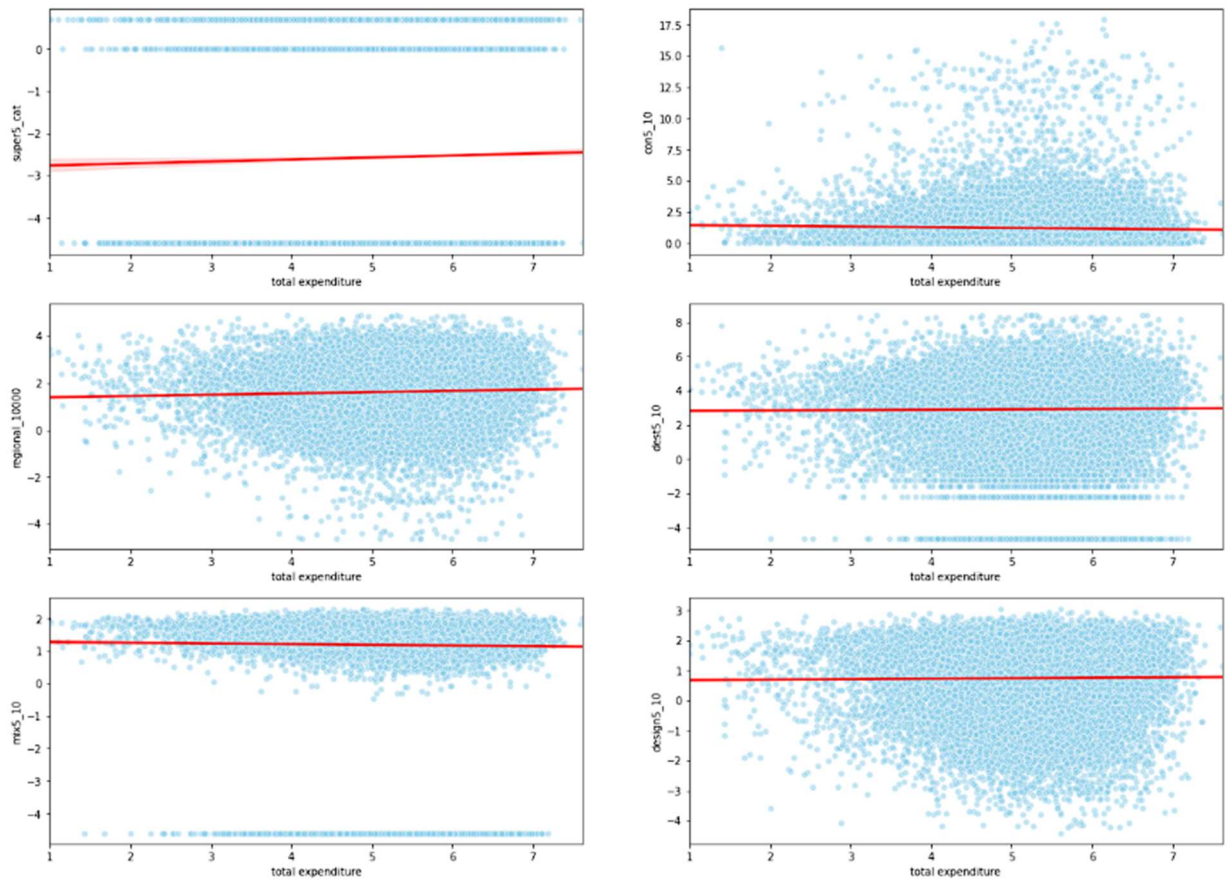 0
−1
−2
−3
−4
super5_cat
1 2 3 4 5 6 7
total expenditure
17.5
15.0
12.5
10.0
7.5
5.0
2.5
0.0
con5_10
1 2 3 4 5 6 7
total expenditure
4
2
0
−2
−4
regional_10000
1 2 3 4 5 6 7
total expenditure
8
6
4
2
0
−2
−4
dest5_10
1 2 3 4 5 6 7
total expenditure
2
1
0
−1
−2
−3
−4
mix5_10
1 2 3 4 5 6 7
total expenditure
3
2
1
0
−1
−2
−3
−4
design5_10
1 2 3 4 5 6 7
total expenditure